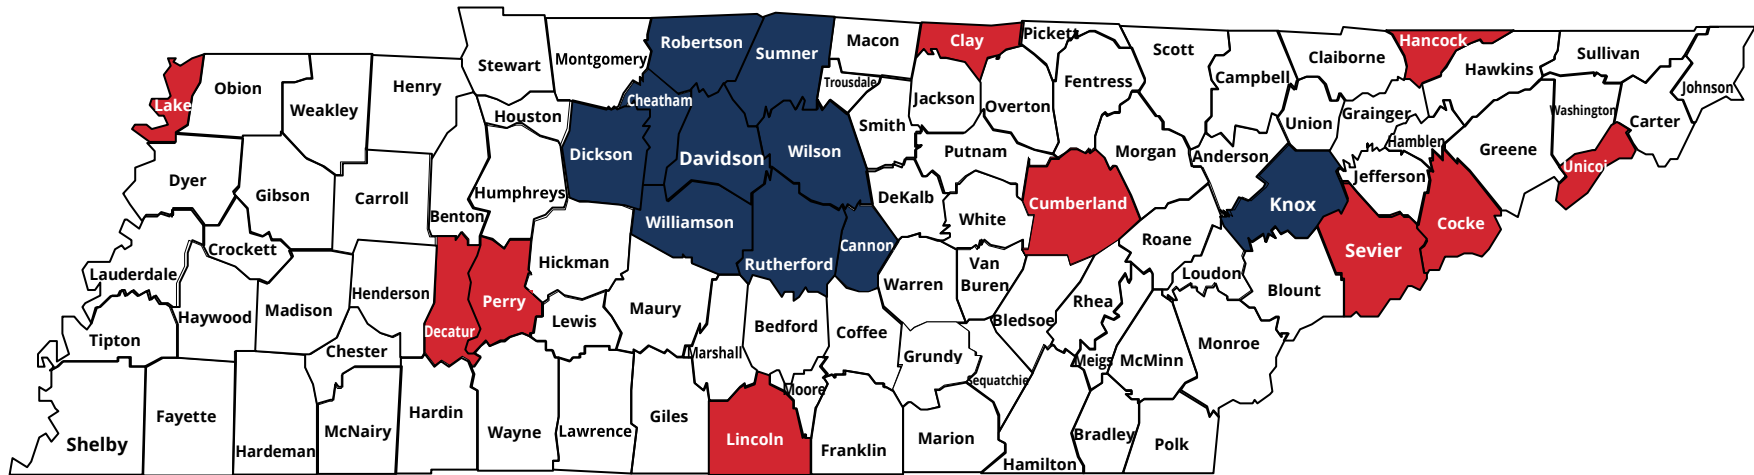 Robertson
Sumner
Macon
Clay
Pickett
Scott
Claiborne
Hancock
Hawkins
Sullivan
Johnson
Stewart
Montgomery
Cheatham
Trousdale
Jackson
Overton
Fentress
Campbell
Union
Grainger
Hamblen
Washington
Carter
Lake
Obion
Weakley
Henry
Houston
Dickson
Davidson
Wilson
Smith
Putnam
Morgan
Anderson
Jefferson
Greene
Unicoi
Dyer
Gibson
Carroll
Benton
Humphreys
Williamson
Rutherford
Cannon
DeKalb
White
Cumberland
Roane
Knox
Sevier
Cocke
Lauderdale
Crockett
Haywood
Madison
Henderson
Decatur
Perry
Hickman
Lewis
Maury
Bedford
Coffee
Warren
Van
Buren
Bledsoe
Rhea
Loudon
Blount
Tipton
Chester
Marshall
Moore
Grundy
Sequatchie
Meigs
McMinn
Monroe
Shelby
Fayette
Hardeman
McNairy
Hardin
Wayne
Lawrence
Giles
Lincoln
Franklin
Marion
Hamilton
Bradley
Polk